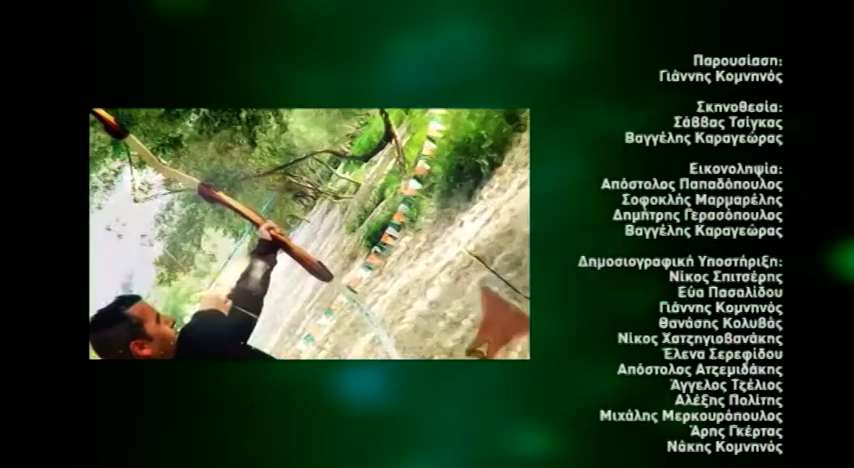 Παρουσίαση:
Γιάννης Κομνηνός
Σκηνοθεσία:
Σάββας Τσίγκας
Βαγγέλης Καραγεώρας
Εικονοληψία:
Απόστολος Παπαδόπουλος
Σοφοκλής Μαρμαρέλης
Δημήτρης Γερασόπουλος
Βαγγέλης Καραγεώρας
Δημοσιογραφική Υποστήριξη:
Νίκος Σπιτσέρης
Εύα Πασαλίδου
Γιάννης Κομνηνός
Θανάσης Κολυβάς
Νίκος Χατζηγιοβανάκης
Έλενα Σερεφίδου
Απόστολος Ατζεμιδάκης
Άγγελος Τζέλιος
Αλέξης Πολίτης
Μιχάλης Μερκουρόπουλος
Άρης Γκέρτας
Νάκης Κομνηνός